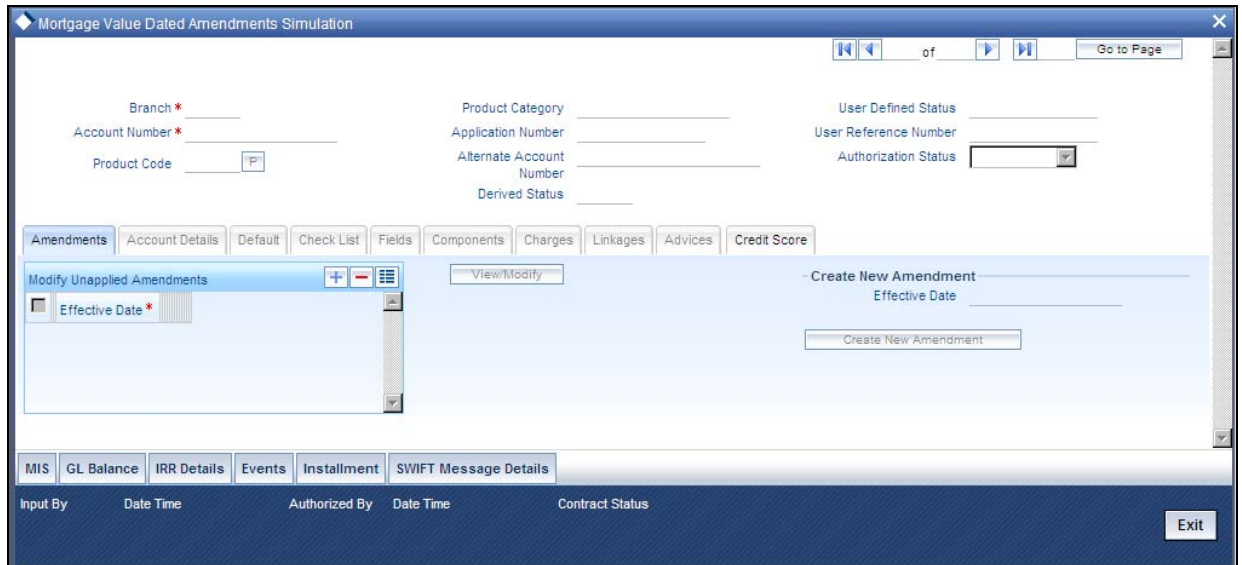 Mortgage Value Dated Amendments Simulation
of Go to Page
Branch * Product Category User Defined Status
Account Number * Application Number User Reference Number
Product Code P Alternate Account Number Authorization Status
Derived Status
Amendments Account Details Default Check List Fields Components Charges Linkages Advices Credit Score
Modify Unapplied Amendments View/Modify Create New Amendment
Effective Date * Effective Date
Create New Amendment
MIS GL Balance IRR Details Events Installment SWIFT Message Details
Input By Date Time Authorized By Date Time Contract Status
Exit